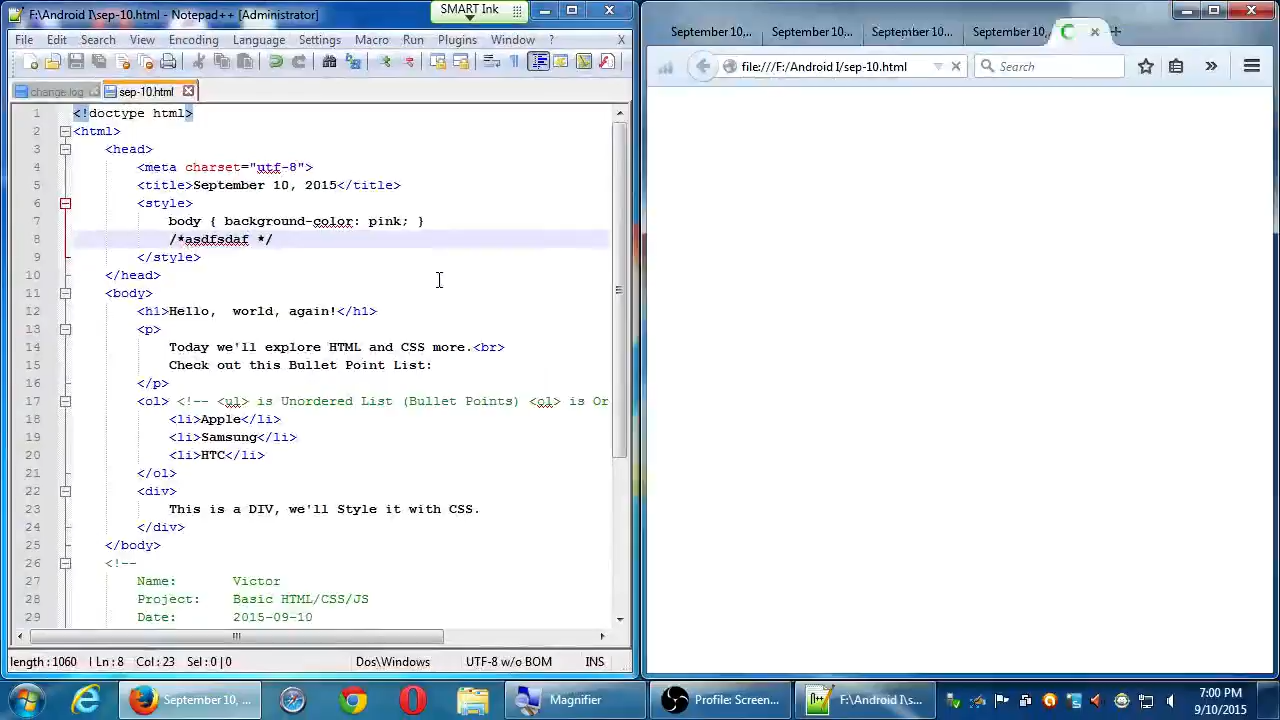 F:\Android I\sep-10.html - Notepad++ [Administrator]
SMART Ink
File Edit Search View Encoding Language Settings Macro Run Plugins Window ? X
change log
sep-10.html
1 <!doctype html>
2 <html>
3 <head>
4 <meta charset="utf-8">
5 <title>September 10, 2015</title>
6 <style>
7 body { background-color: pink; }
8 /*asdfsdaf */
9 </style>
10 </head>
11 <body>
12 <h1>Hello,  world, again!</h1>
13 <p>
14 Today we'll explore HTML and CSS more.<br>
15 Check out this Bullet Point List:
16 </p>
17 <ol> <!-- <ul> is Unordered List (Bullet Points) <ol> is Or
18 <li>Apple</li>
19 <li>Samsung</li>
20 <li>HTC</li>
21 </ol>
22 <div>
23 This is a DIV, we'll Style it with CSS.
24 </div>
25 </body>
26 <!--
27 Name: Victor
28 Project: Basic HTML/CSS/JS
29 Date: 2015-09-10
length : 1060 l Ln : 8 Col : 23 Sel : 0 | 0 Dos\Windows UTF-8 w/o BOM INS
September 10,... September 10,... September 10,... September 10,
file:///F:/Android I/sep-10.html
Search
September 10, ...
Magnifier
Profile: Screen...
F:\Android I\s...
7:00 PM
9/10/2015